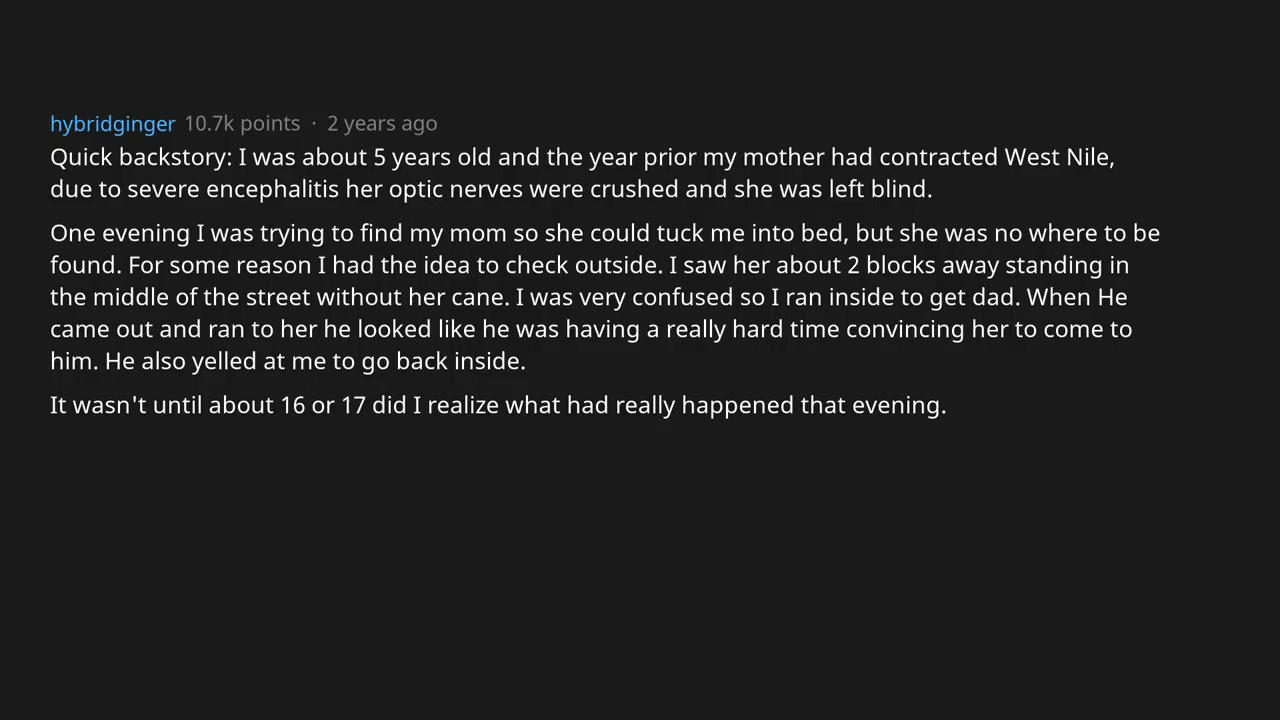 hybridginger 10.7k points · 2 years ago
Quick backstory: I was about 5 years old and the year prior my mother had contracted West Nile,
due to severe encephalitis her optic nerves were crushed and she was left blind.
One evening I was trying to find my mom so she could tuck me into bed, but she was no where to be
found. For some reason I had the idea to check outside. I saw her about 2 blocks away standing in
the middle of the street without her cane. I was very confused so I ran inside to get dad. When He
came out and ran to her he looked like he was having a really hard time convincing her to come to
him. He also yelled at me to go back inside.
It wasn't until about 16 or 17 did I realize what had really happened that evening.